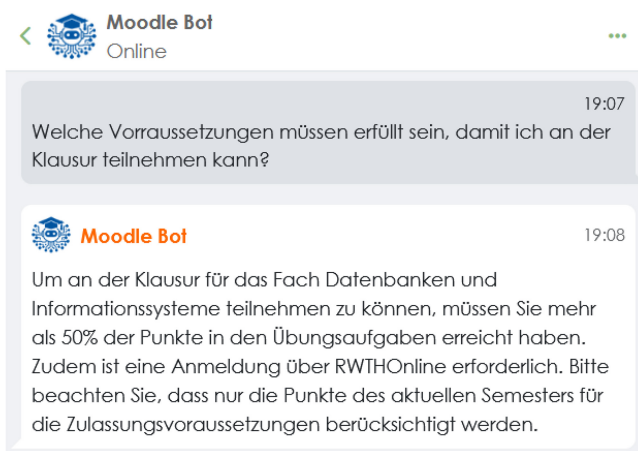 Moodle Bot
Online
19:07
Welche Vorraussetzungen müssen erfüllt sein, damit ich an der
Klausur teilnehmen kann?
Moodle Bot
19:08
Um an der Klausur für das Fach Datenbanken und
Informationssysteme teilnehmen zu können, müssen Sie mehr
als 50% der Punkte in den Übungsaufgaben erreicht haben.
Zudem ist eine Anmeldung über RWTHOnline erforderlich. Bitte
beachten Sie, dass nur die Punkte des aktuellen Semesters für
die Zulassungsvoraussetzungen berücksichtigt werden.